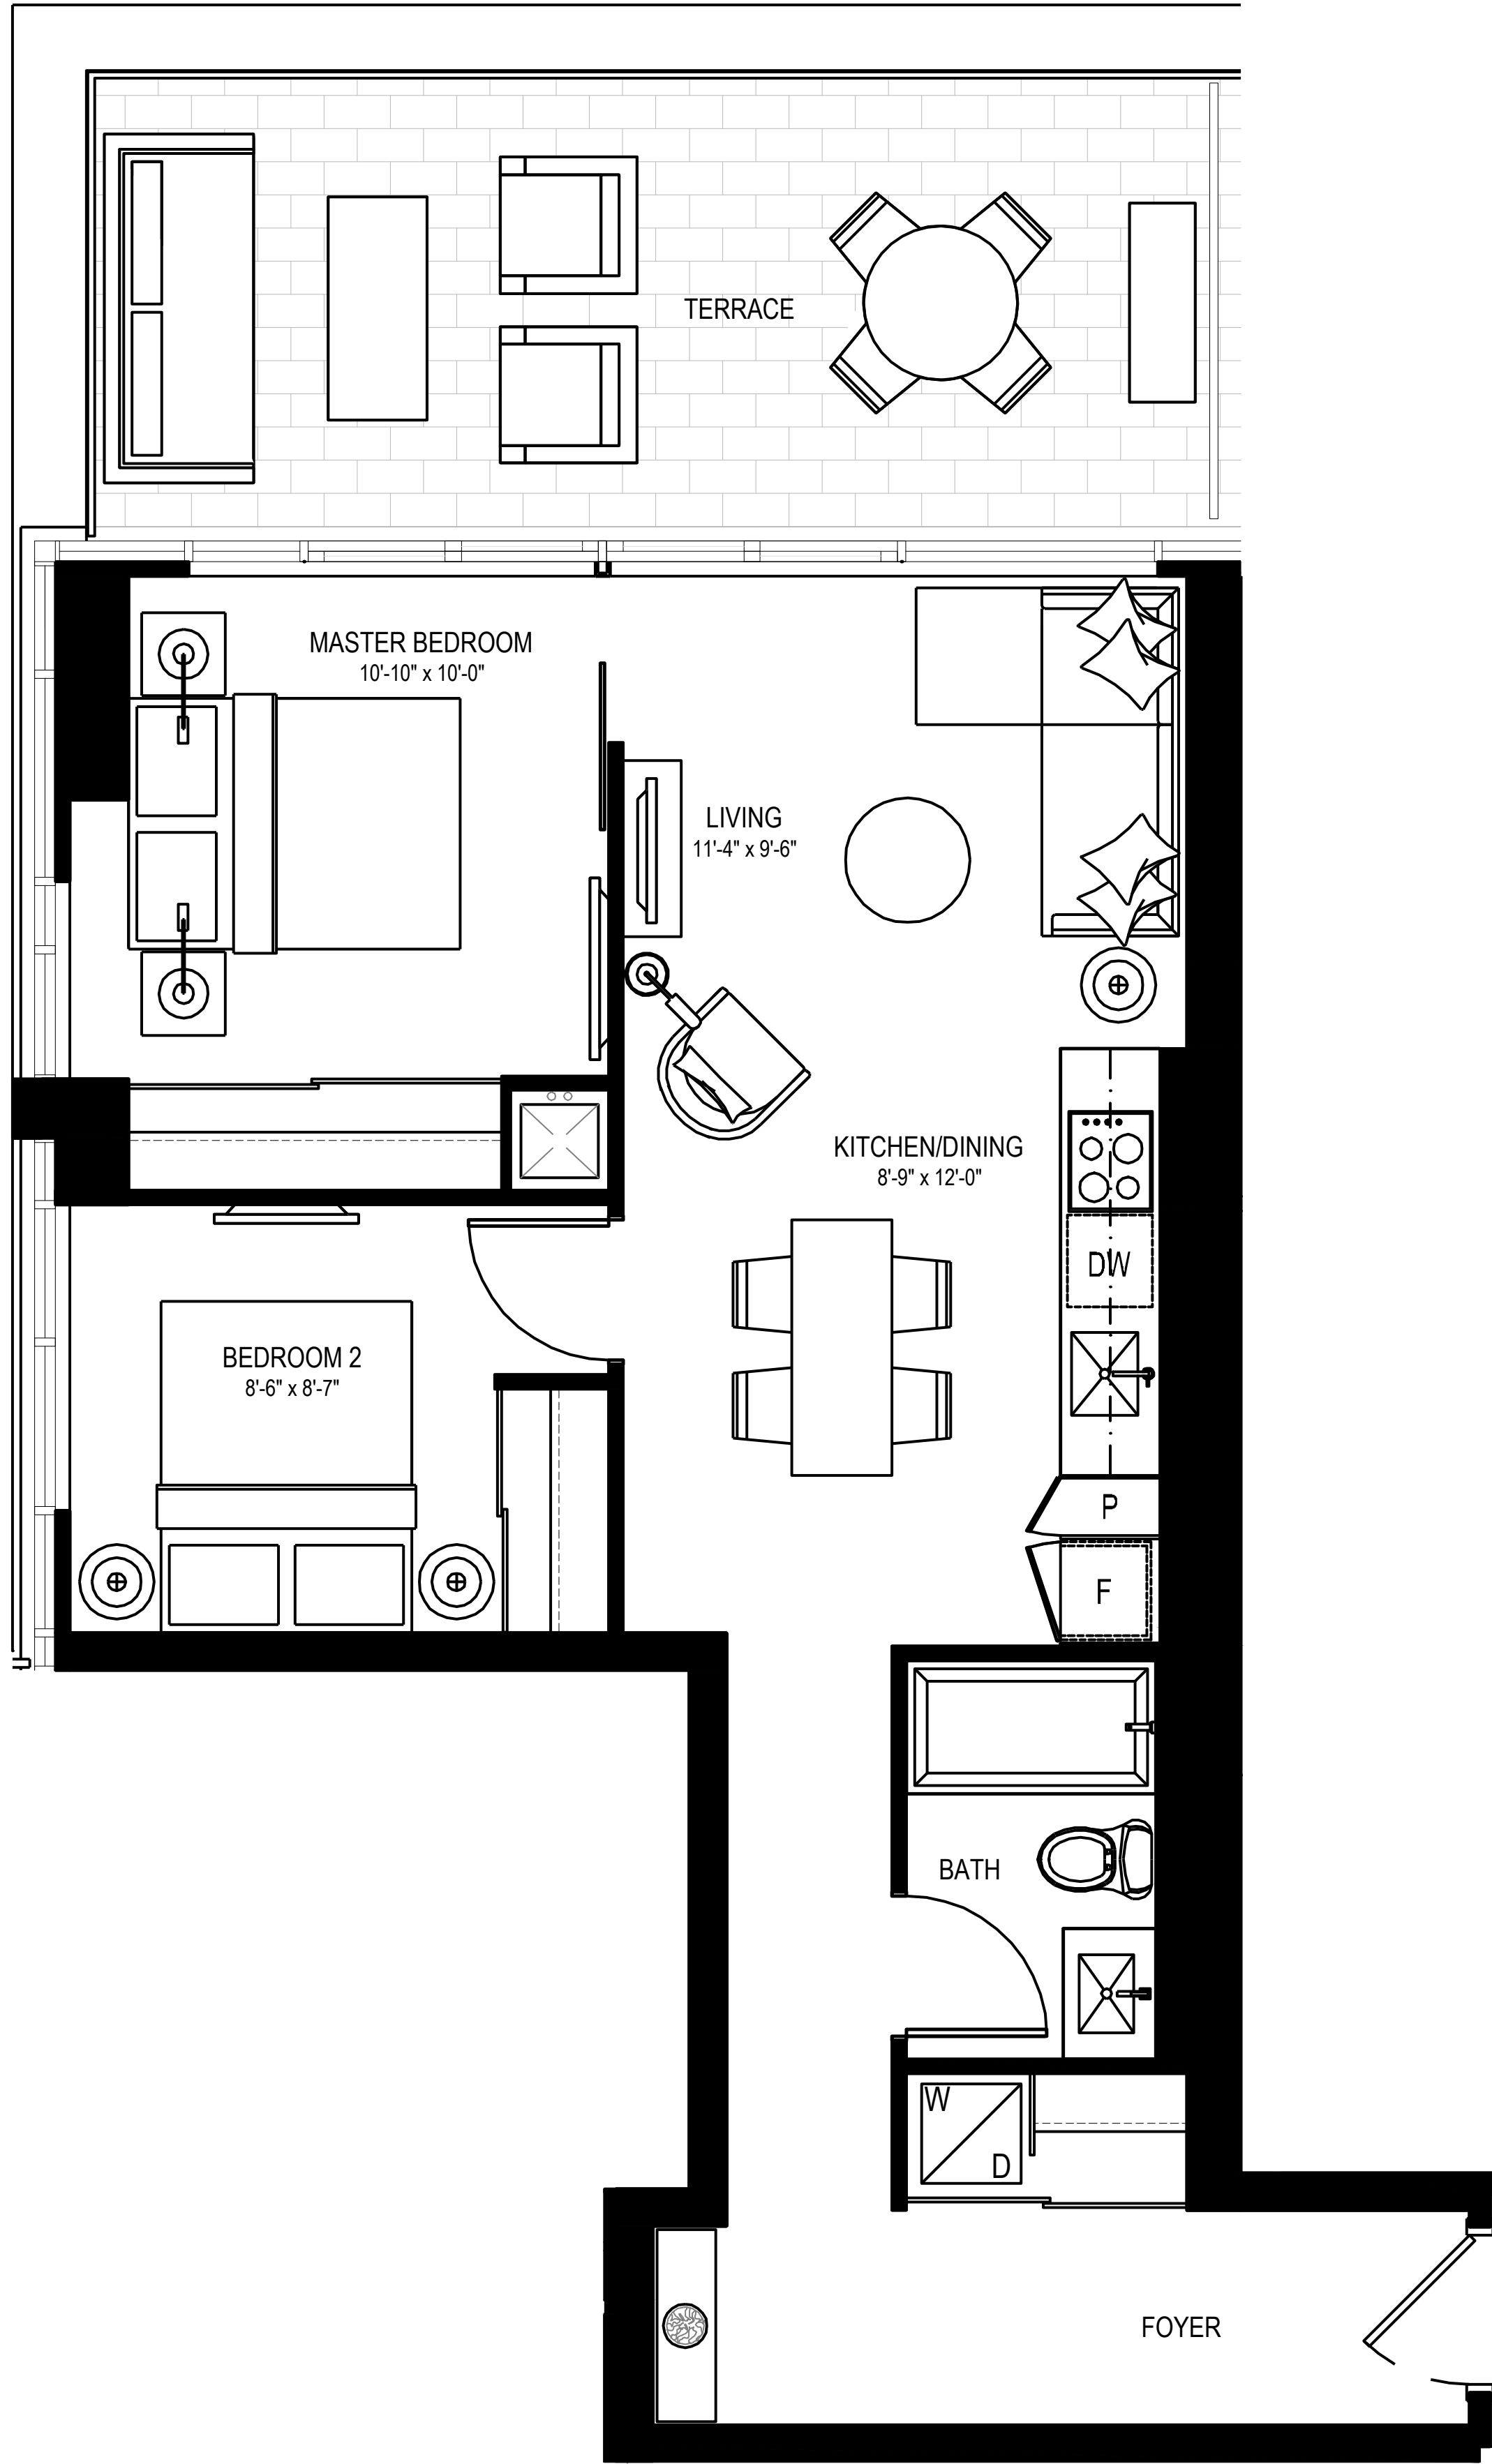 TERRACE
MASTER BEDROOM
10'-10" x 10'-0"
LIVING
11'-4" x 9'-6"
KITCHEN/DINING
8'-9" x 12'-0"
DW
BEDROOM 2
8'-6" x 8'-7"
P
F
BATH
W
D
FOYER